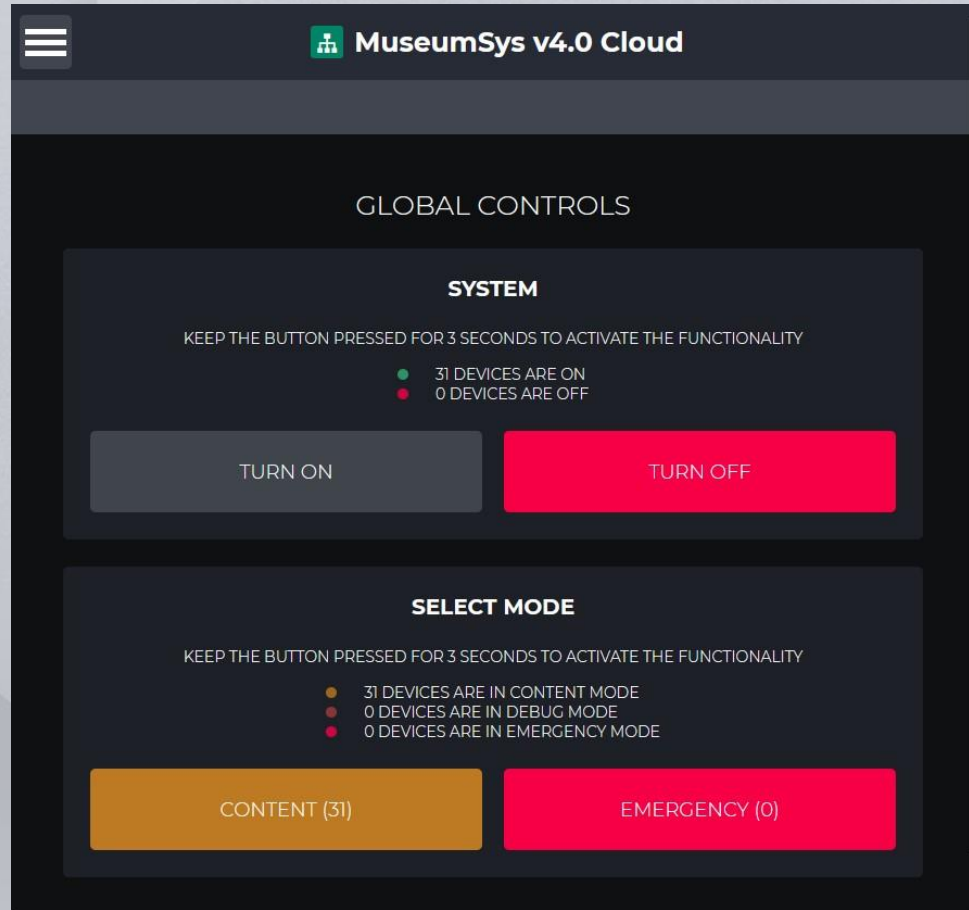 MuseumSys v4.0 Cloud
GLOBAL CONTROLS
SYSTEM
KEEP THE BUTTON PRESSED FOR 3 SECONDS TO ACTIVATE THE FUNCTIONALITY
31 DEVICES ARE ON
0 DEVICES ARE OFF
TURN ON
TURN OFF
SELECT MODE
KEEP THE BUTTON PRESSED FOR 3 SECONDS TO ACTIVATE THE FUNCTIONALITY
31 DEVICES ARE IN CONTENT MODE
0 DEVICES ARE IN DEBUG MODE
0 DEVICES ARE IN EMERGENCY MODE
CONTENT (31)
EMERGENCY (0)